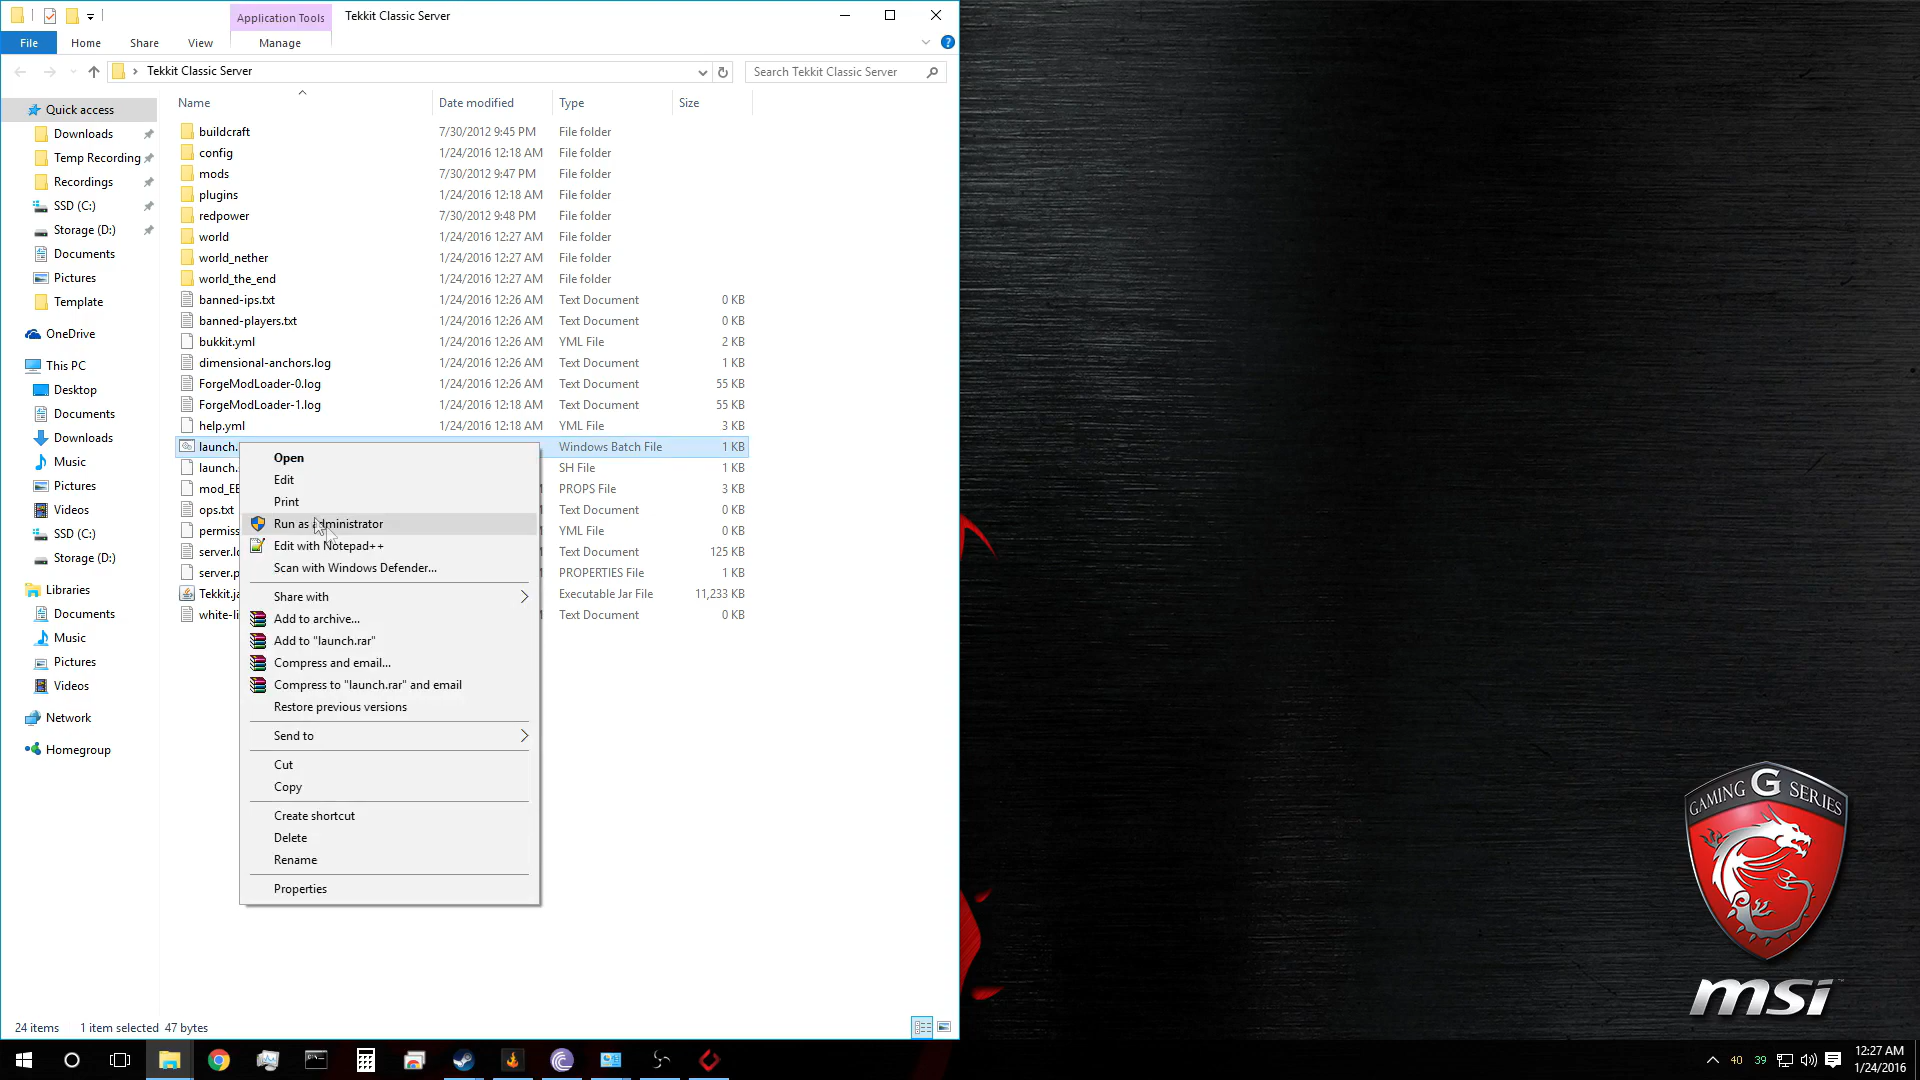 Application Tools
Tekkit Classic Server
File
Home
Share
View
Manage
Tekkit Classic Server
Search Tekkit Classic Server
Name
Date modified
Type
Size
Quick access
Downloads
Temp Recording
Recordings
SSD (C:)
Storage (D:)
Documents
Pictures
Template
OneDrive
This PC
Desktop
Documents
Downloads
Music
Pictures
Videos
SSD (C:)
Storage (D:)
Libraries
Documents
Music
Pictures
Videos
Network
Homegroup
buildcraft 7/30/2012 9:45 PM File folder
config 1/24/2016 12:18 AM File folder
mods 7/30/2012 9:47 PM File folder
plugins 1/24/2016 12:18 AM File folder
redpower 7/30/2012 9:48 PM File folder
world 1/24/2016 12:27 AM File folder
world_nether 1/24/2016 12:27 AM File folder
world_the_end 1/24/2016 12:27 AM File folder
banned-ips.txt 1/24/2016 12:26 AM Text Document 0 KB
banned-players.txt 1/24/2016 12:26 AM Text Document 0 KB
bukkit.yml 1/24/2016 12:26 AM YML File 2 KB
dimensional-anchors.log 1/24/2016 12:26 AM Text Document 1 KB
ForgeModLoader-0.log 1/24/2016 12:26 AM Text Document 55 KB
ForgeModLoader-1.log 1/24/2016 12:18 AM Text Document 55 KB
help.yml 1/24/2016 12:18 AM YML File 3 KB
launch. Windows Batch File 1 KB
launch. SH File 1 KB
mod_EE PROPS File 3 KB
ops.txt Text Document 0 KB
permiss YML File 0 KB
server.lo Text Document 125 KB
server.p PROPERTIES File 1 KB
Tekkit.ja Executable Jar File 11,233 KB
white-li Text Document 0 KB
Open
Edit
Print
Run as administrator
Edit with Notepad++
Scan with Windows Defender...
Share with
Add to archive...
Add to "launch.rar"
Compress and email...
Compress to "launch.rar" and email
Restore previous versions
Send to
Cut
Copy
Create shortcut
Delete
Rename
Properties
24 items 1 item selected 47 bytes
GAMING G SERIES
msi
40 39
12:27 AM
1/24/2016